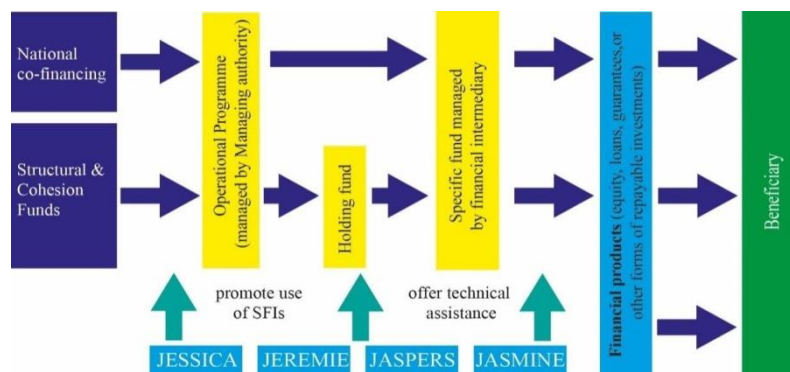 National
co-financing
Structural &
Cohesion
Funds
Operational Programme
(managed by Managing authority)
Holding fund
Specific fund managed
by financial intermediary
Financial products (equity, loans, guarantees,or
other forms of repayable investments)
Beneficiary
promote use
of SFIs
offer technical
assistance
JESSICA
JEREMIE
JASPERS
JASMINE